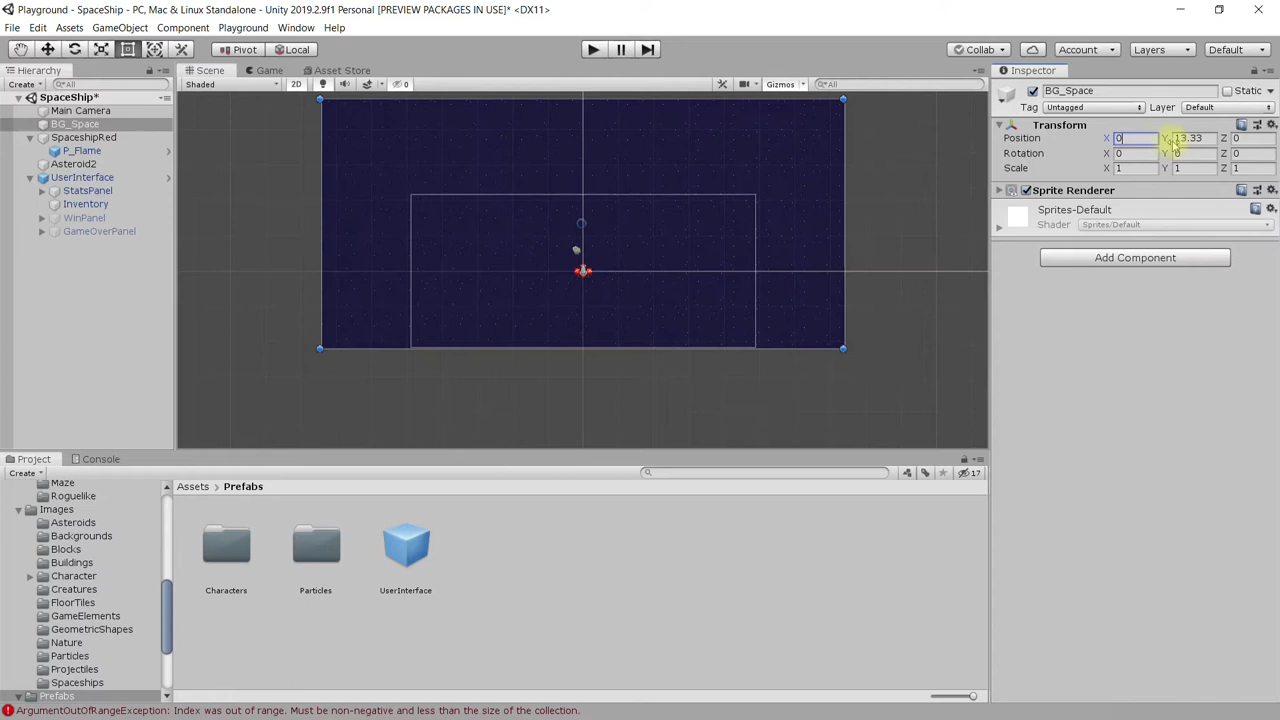 Playground - SpaceShip - PC, Mac & Linux Standalone - Unity 2019.2.9f1 Personal [PREVIEW PACKAGES IN USE]* <DX11>
File Edit Assets GameObject Component Playground Window Help
Pivot Local Collab Account Layers Default
Hierarchy Scene Game Asset Store Inspector
Create All Shaded 2D 0 Gizmos All
SpaceShip*
Main Camera
BG_Space
SpaceshipRed
P_Flame
Asteroid2
UserInterface
StatsPanel
Inventory
WinPanel
GameOverPanel
BG_Space Static
Tag Untagged Layer Default
Transform
Position X 0 Y 13.33 Z 0
Rotation X 0 Y 0 Z 0
Scale X 1 Y 1 Z 1
Sprite Renderer
Sprites-Default
Shader Sprites/Default
Add Component
Project Console
Create 17
Maze
Roguelike
Images
Asteroids
Backgrounds
Blocks
Buildings
Character
Creatures
FloorTiles
GameElements
GeometricShapes
Nature
Particles
Projectiles
Spaceships
Prefabs
Assets > Prefabs
Characters Particles UserInterface
ArgumentOutOfRangeException: Index was out of range. Must be non-negative and less than the size of the collection.